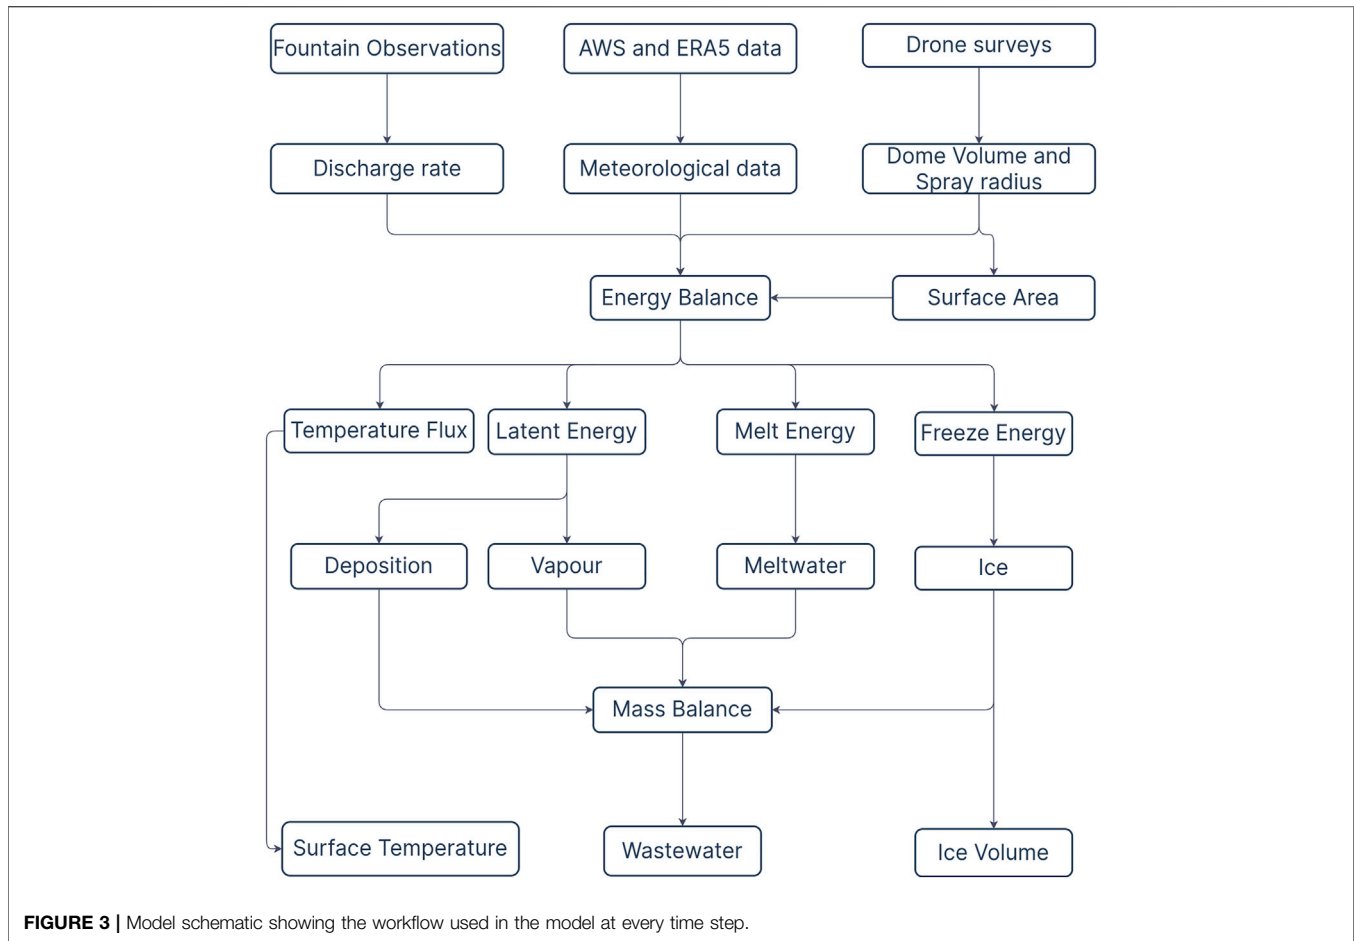 Fountain Observations
AWS and ERA5 data
Drone surveys
Discharge rate
Meteorological data
Dome Volume and
Spray radius
Energy Balance
Surface Area
Temperature Flux
Latent Energy
Melt Energy
Freeze Energy
Deposition
Vapour
Meltwater
Ice
Mass Balance
Surface Temperature
Wastewater
Ice Volume
FIGURE 3 | Model schematic showing the workflow used in the model at every time step.